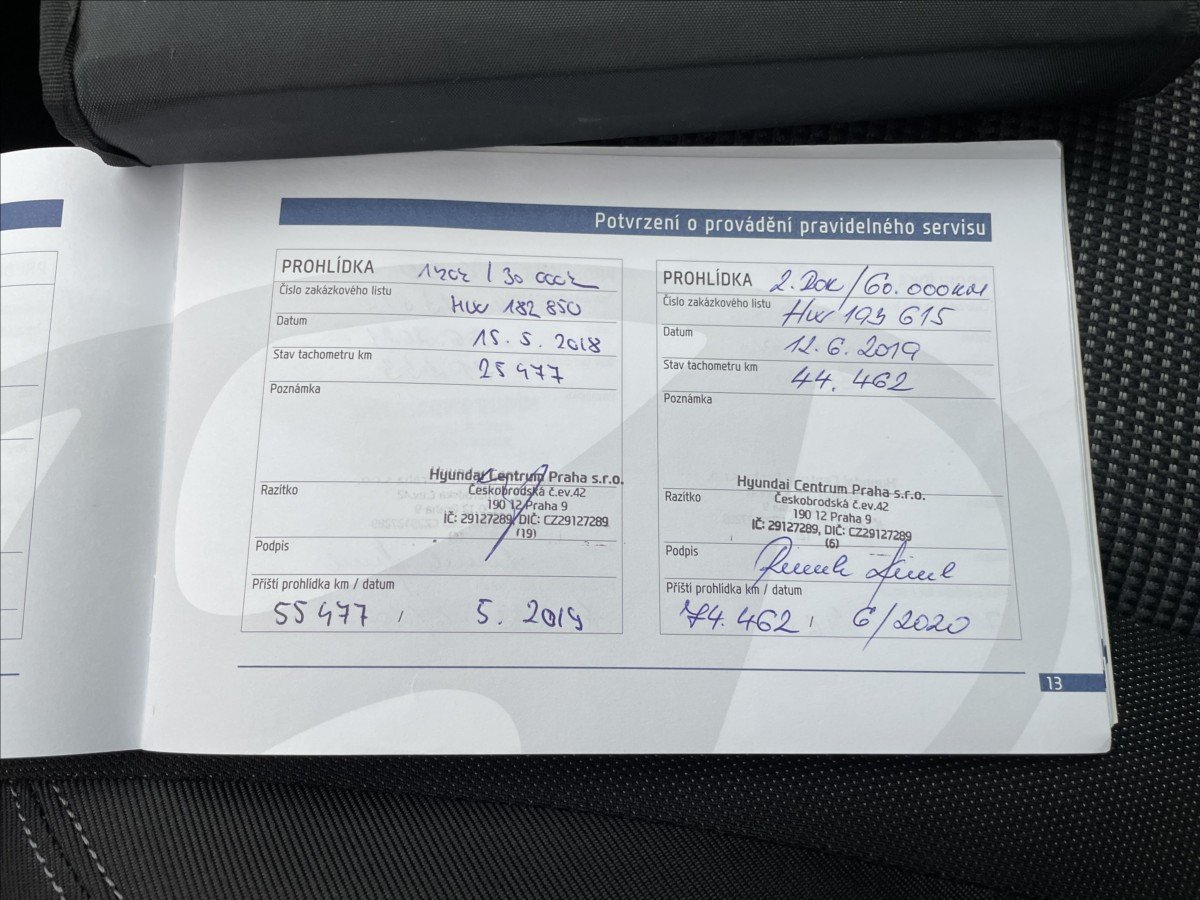 Potvrzení o provádění pravidelného servisu
PROHLÍDKA / 30 000
Číslo zakázkového listu
HW 182 850
Datum
15. 5. 2018
Stav tachometru km
25 477
Poznámka
Hyundai Centrum Praha s.r.o.
Českobrodská č.ev.42
Razítko
190 12 Praha 9
IČ: 29127289, DIČ: CZ29127289
(19)
Podpis
Příští prohlídka km / datum
55 477 / 5. 2019
PROHLÍDKA 2. ROK/60.000KM
Číslo zakázkového listu
HW 193 615
Datum
12. 6. 2019
Stav tachometru km
44. 462
Poznámka
Hyundai Centrum Praha s.r.o.
Českobrodská č.ev.42
Razítko
190 12 Praha 9
IČ: 29127289, DIČ: CZ29127289
(6)
Podpis
Příští prohlídka km / datum
74. 462 / 6/2020
13